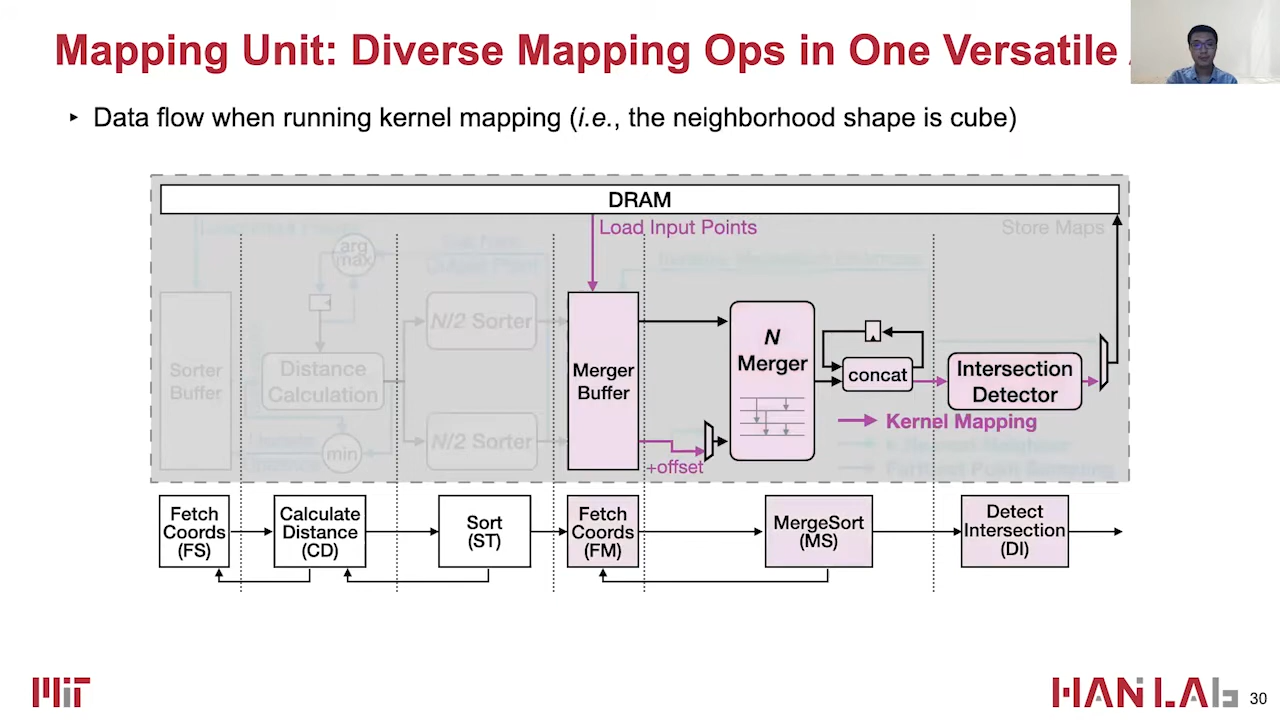 Mapping Unit: Diverse Mapping Ops in One Versatile
‣ Data flow when running kernel mapping (i.e., the neighborhood shape is cube)
DRAM
Load Input Points
Store Maps
arg
max
N/2 Sorter
Sorter
Buffer
Distance
Calculation
min
N/2 Sorter
Merger
Buffer
+offset
N
Merger
concat
Intersection
Detector
Kernel Mapping
Fetch
Coords
(FS)
Calculate
Distance
(CD)
Sort
(ST)
Fetch
Coords
(FM)
MergeSort
(MS)
Detect
Intersection
(DI)
MIT
HAN LAB
30